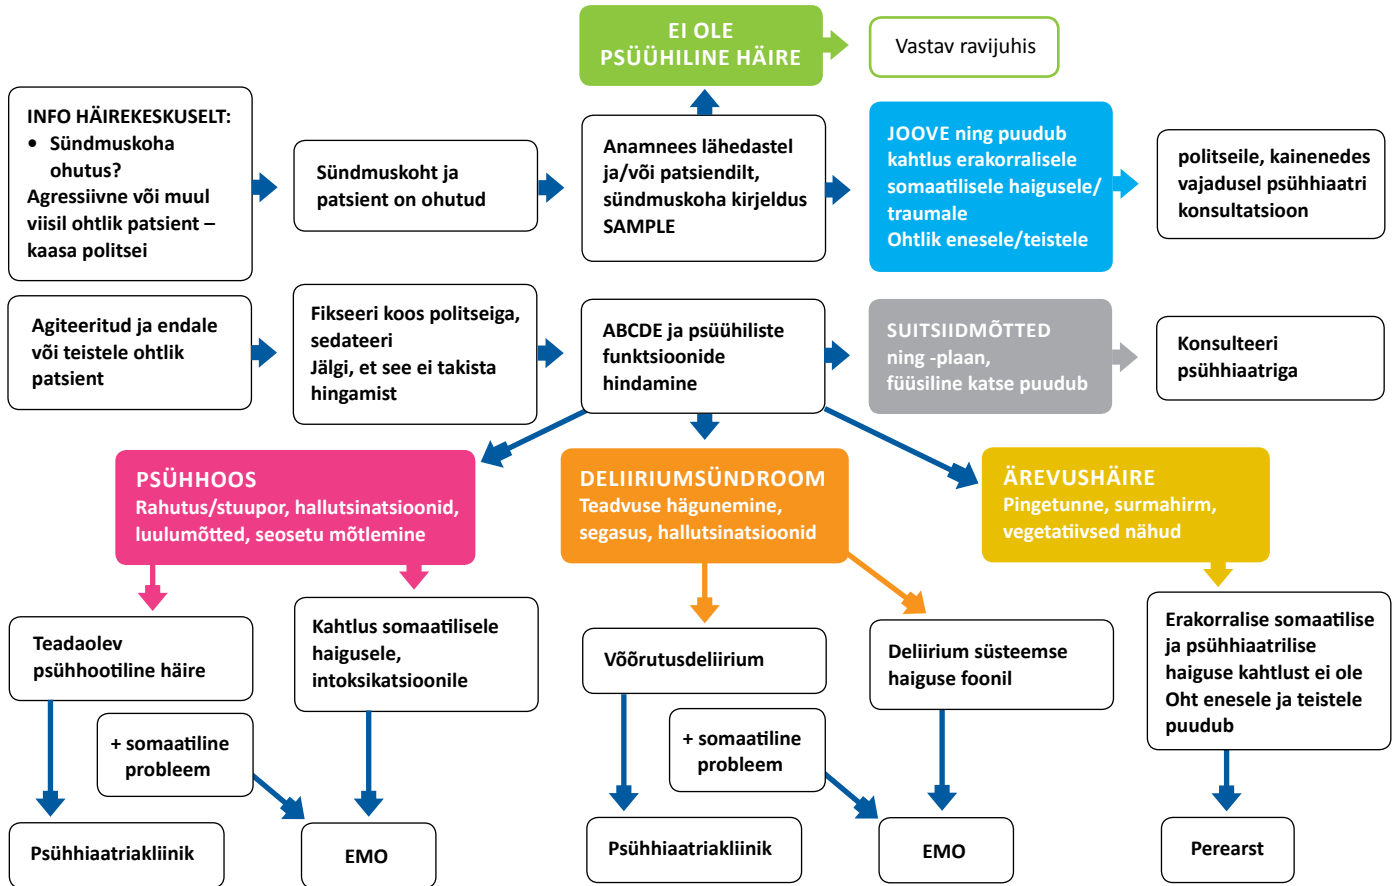 EI OLE
PSÜÜHILINE HÄIRE
Vastav ravijuhis
INFO HÄIREKESKUSELT:
• Sündmuskoha
ohutus?
Agressiivne või muul
viisil ohtlik patsient –
kaasa politsei
Sündmuskoht ja
patsient on ohutud
Anamnees lähedastel
ja/või patsiendilt,
sündmuskoha kirjeldus
SAMPLE
JOOVE ning puudub
kahtlus erakorralisele
somaatilisele haigusele/
traumale
Ohtlik enesele/teistele
politseile, kainenedes
vajadusel psühhiaatri
konsultatsioon
Agiteeritud ja endale
või teistele ohtlik
patsient
Fikseeri koos politseiga,
sedateeri
Jälgi, et see ei takista
hingamist
ABCDE ja psüühiliste
funktsioonide
hindamine
SUITSIIDMÕTTED
ning -plaan,
füüsiline katse puudub
Konsulteeri
psühhiaatriga
PSÜHHOOS
Rahutus/stuupor, hallutsinatsioonid,
luulumõtted, seosetu mõtlemine
DELIIRIUMSÜNDROOM
Teadvuse hägunemine,
segasus, hallutsinatsioonid
ÄREVUSHÄIRE
Pingetunne, surmahirm,
vegetatiivsed nähud
Teadaolev
psühhootiline häire
Kahtlus somaatilisele
haigusele,
intoksikatsioonile
Võõrutusdeliirium
Deliirium süsteemse
haiguse foonil
Erakorralise somaatilise
ja psühhiaatrilise
haiguse kahtlust ei ole
Oht enesele ja teistele
puudub
+ somaatiline
probleem
+ somaatiline
probleem
Psühhiaatriakliinik
EMO
Psühhiaatriakliinik
EMO
Perearst